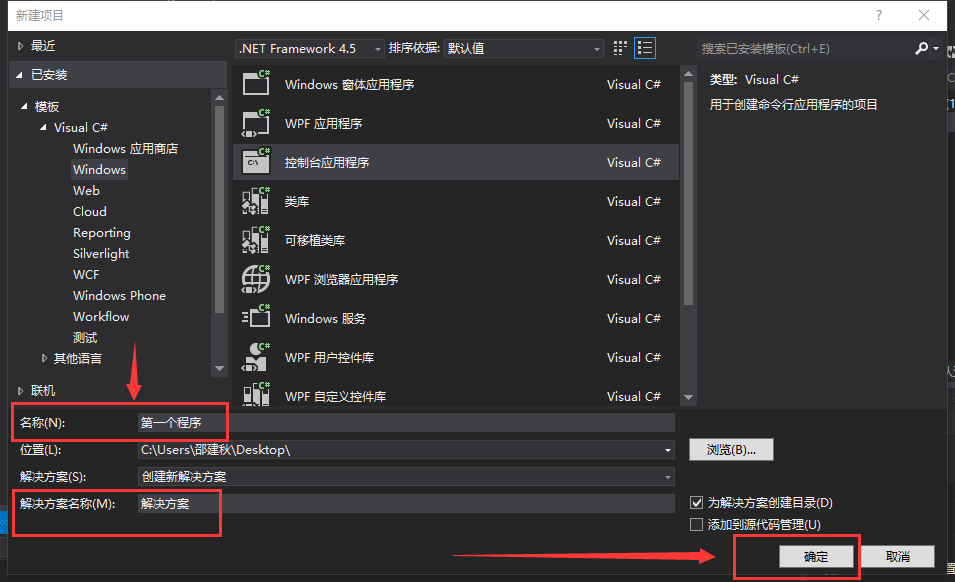 新建项目 ?
最近
已安装
模板
Visual C#
Windows 应用商店
Windows
Web
Cloud
Reporting
Silverlight
WCF
Windows Phone
Workflow
测试
其他语言
联机
.NET Framework 4.5 排序依据: 默认值
Windows 窗体应用程序 Visual C#
WPF 应用程序 Visual C#
控制台应用程序 Visual C#
类库 Visual C#
可移植类库 Visual C#
WPF 浏览器应用程序 Visual C#
Windows 服务 Visual C#
WPF 用户控件库 Visual C#
WPF 自定义控件库 Visual C#
搜索已安装模板(Ctrl+E)
类型: Visual C#
用于创建命令行应用程序的项目
名称(N): 第一个程序
位置(L): C:\Users\邵建秋\Desktop\ 浏览(B)...
解决方案(S): 创建新解决方案
解决方案名称(M): 解决方案
为解决方案创建目录(D)
添加到源代码管理(U)
确定 取消